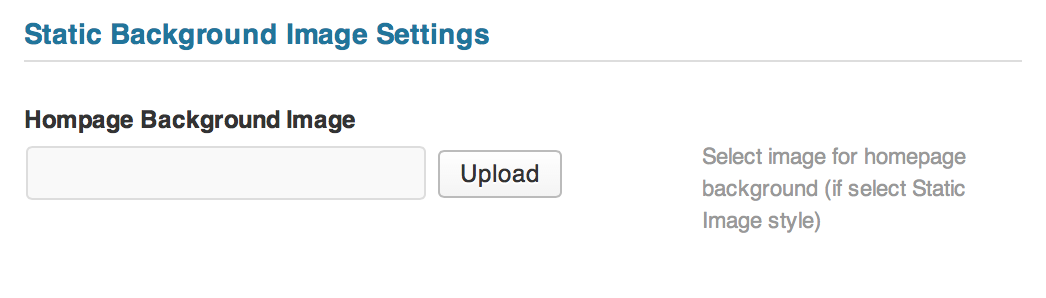 Static Background Image Settings
Hompage Background Image
Upload
Select image for homepage
background (if select Static
Image style)